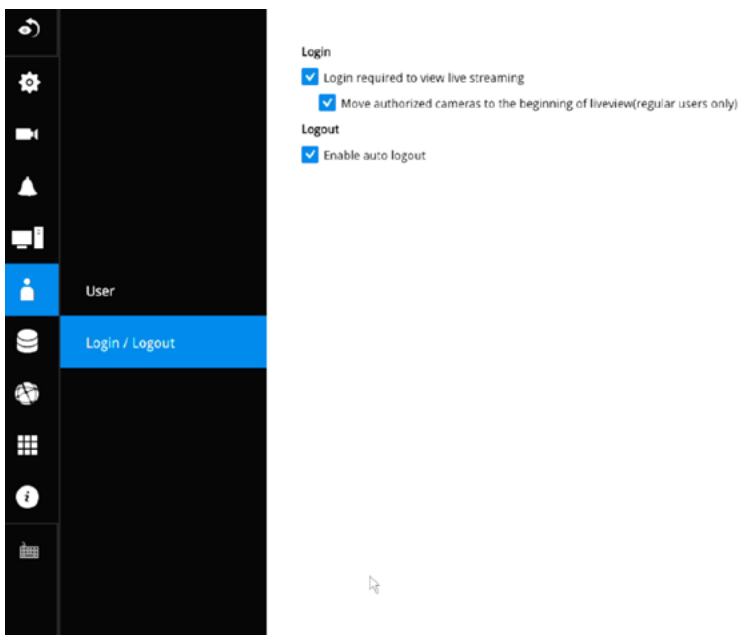 Login
Login required to view live streaming
Move authorized cameras to the beginning of liveview(regular users only)
Logout
Enable auto logout
User
Login / Logout